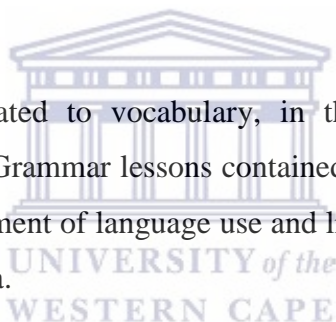 ated to vocabulary, in th
Grammar lessons contained
ment of language use and l
UNIVERSITY of the
a.
WESTERN CAPE